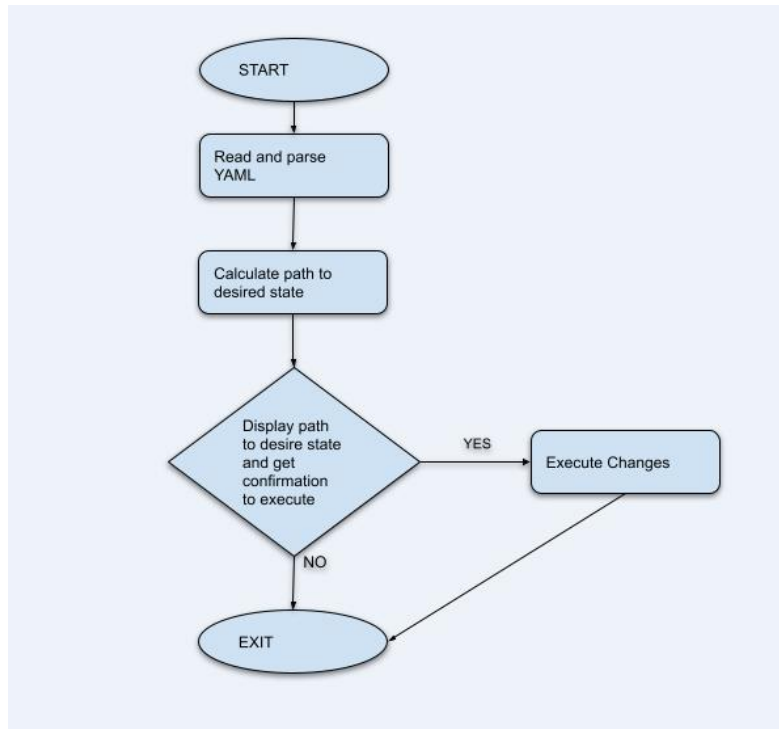 START
Read and parse
YAML
Calculate path to
desired state
Display path
to desire state
and get
confirmation
to execute
YES
Execute Changes
NO
EXIT